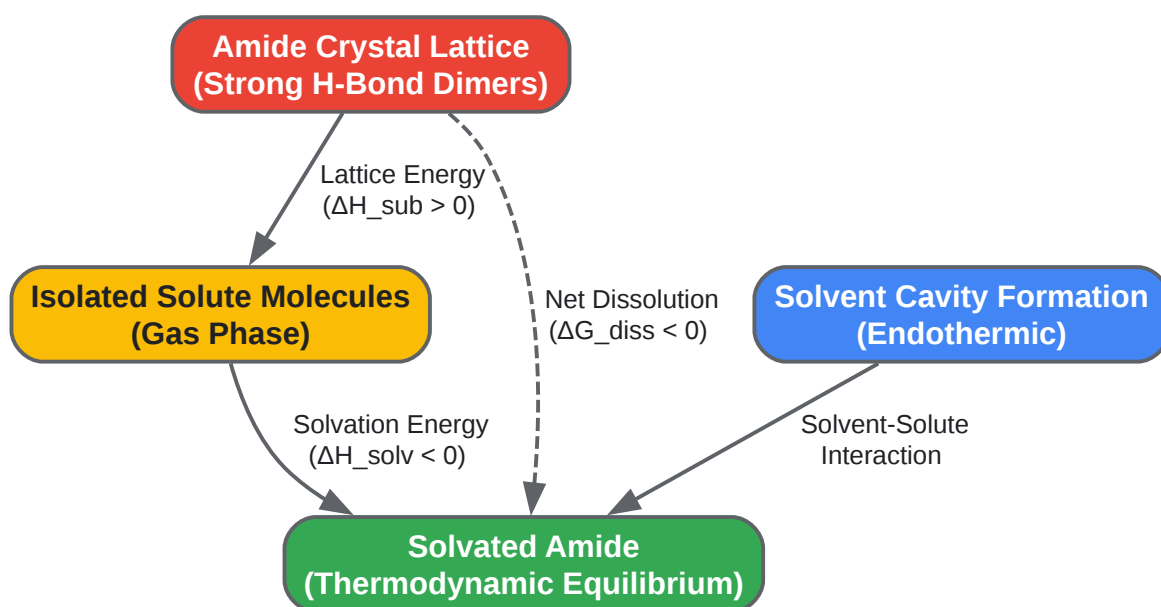 Amide Crystal Lattice
(Strong H-Bond Dimers)
Lattice Energy
(ΔH_sub > 0)
Isolated Solute Molecules
(Gas Phase)
Net Dissolution
(ΔG_diss < 0)
Solvent Cavity Formation
(Endothermic)
Solvation Energy
(ΔH_solv < 0)
Solvent-Solute
Interaction
Solvated Amide
(Thermodynamic Equilibrium)